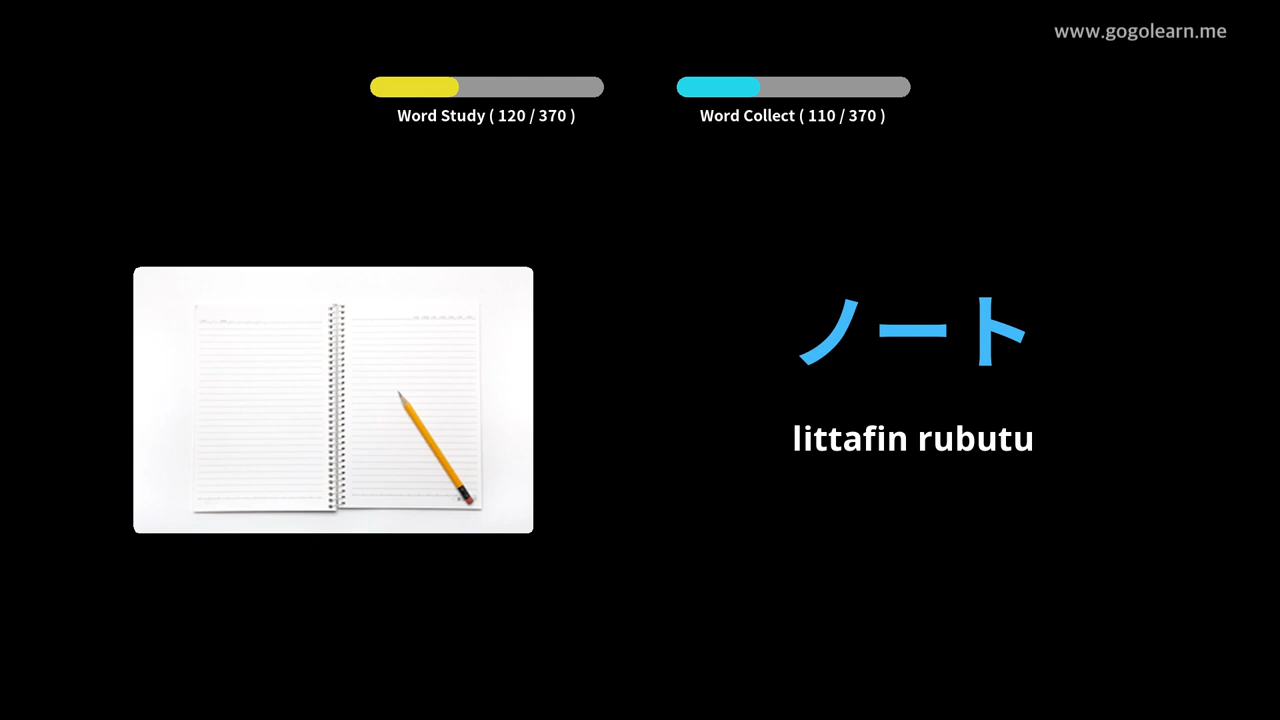 www.gogolearn.me
Word Study ( 120 / 370 )
Word Collect ( 110 / 370 )
ノート
littafin rubutu